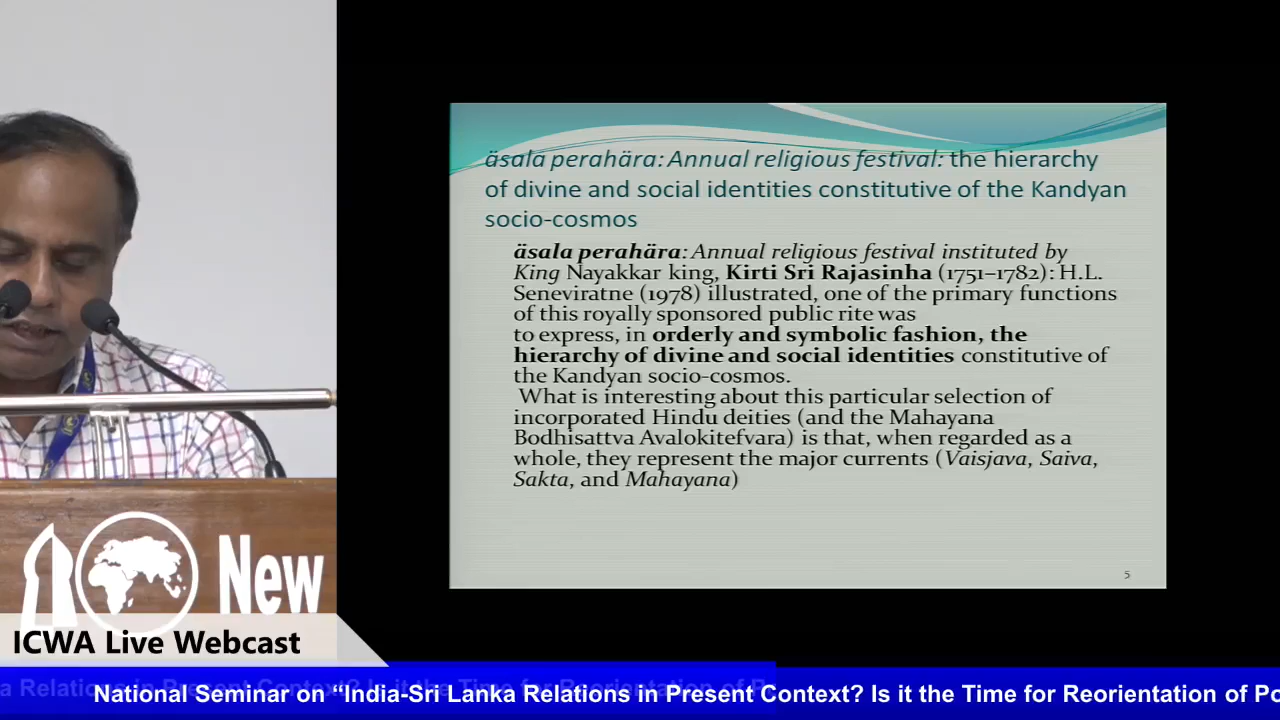 äsala perahära: Annual religious festival: the hierarchy
of divine and social identities constitutive of the Kandyan
socio-cosmos
äsala perahära: Annual religious festival instituted by
King Nayakkar king, Kirti Sri Rajasinha (1751–1782): H.L.
Seneviratne (1978) illustrated, one of the primary functions
of this royally sponsored public rite was
to express, in orderly and symbolic fashion, the
hierarchy of divine and social identities constitutive of
the Kandyan socio-cosmos.
What is interesting about this particular selection of
incorporated Hindu deities (and the Mahayana
Bodhisattva Avalokitefvara) is that, when regarded as a
whole, they represent the major currents (Vaisjava, Saiva,
Sakta, and Mahayana)
5
New
ICWA Live Webcast
National Seminar on “India-Sri Lanka Relations in Present Context? Is it the Time for Reorientation of Po